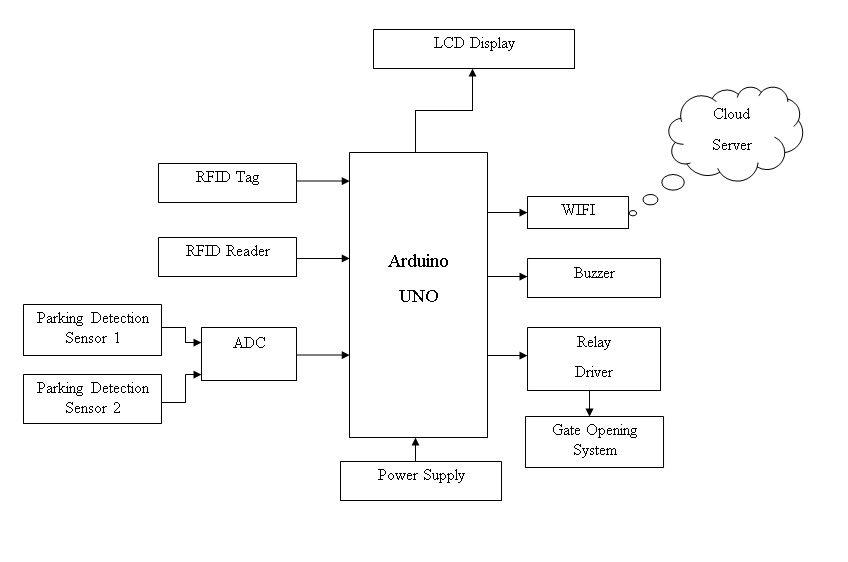 LCD Display
Cloud
Server
RFID Tag
WIFI
RFID Reader
Arduino
UNO
Buzzer
Parking Detection
Sensor 1
ADC
Relay
Driver
Parking Detection
Sensor 2
Gate Opening
System
Power Supply